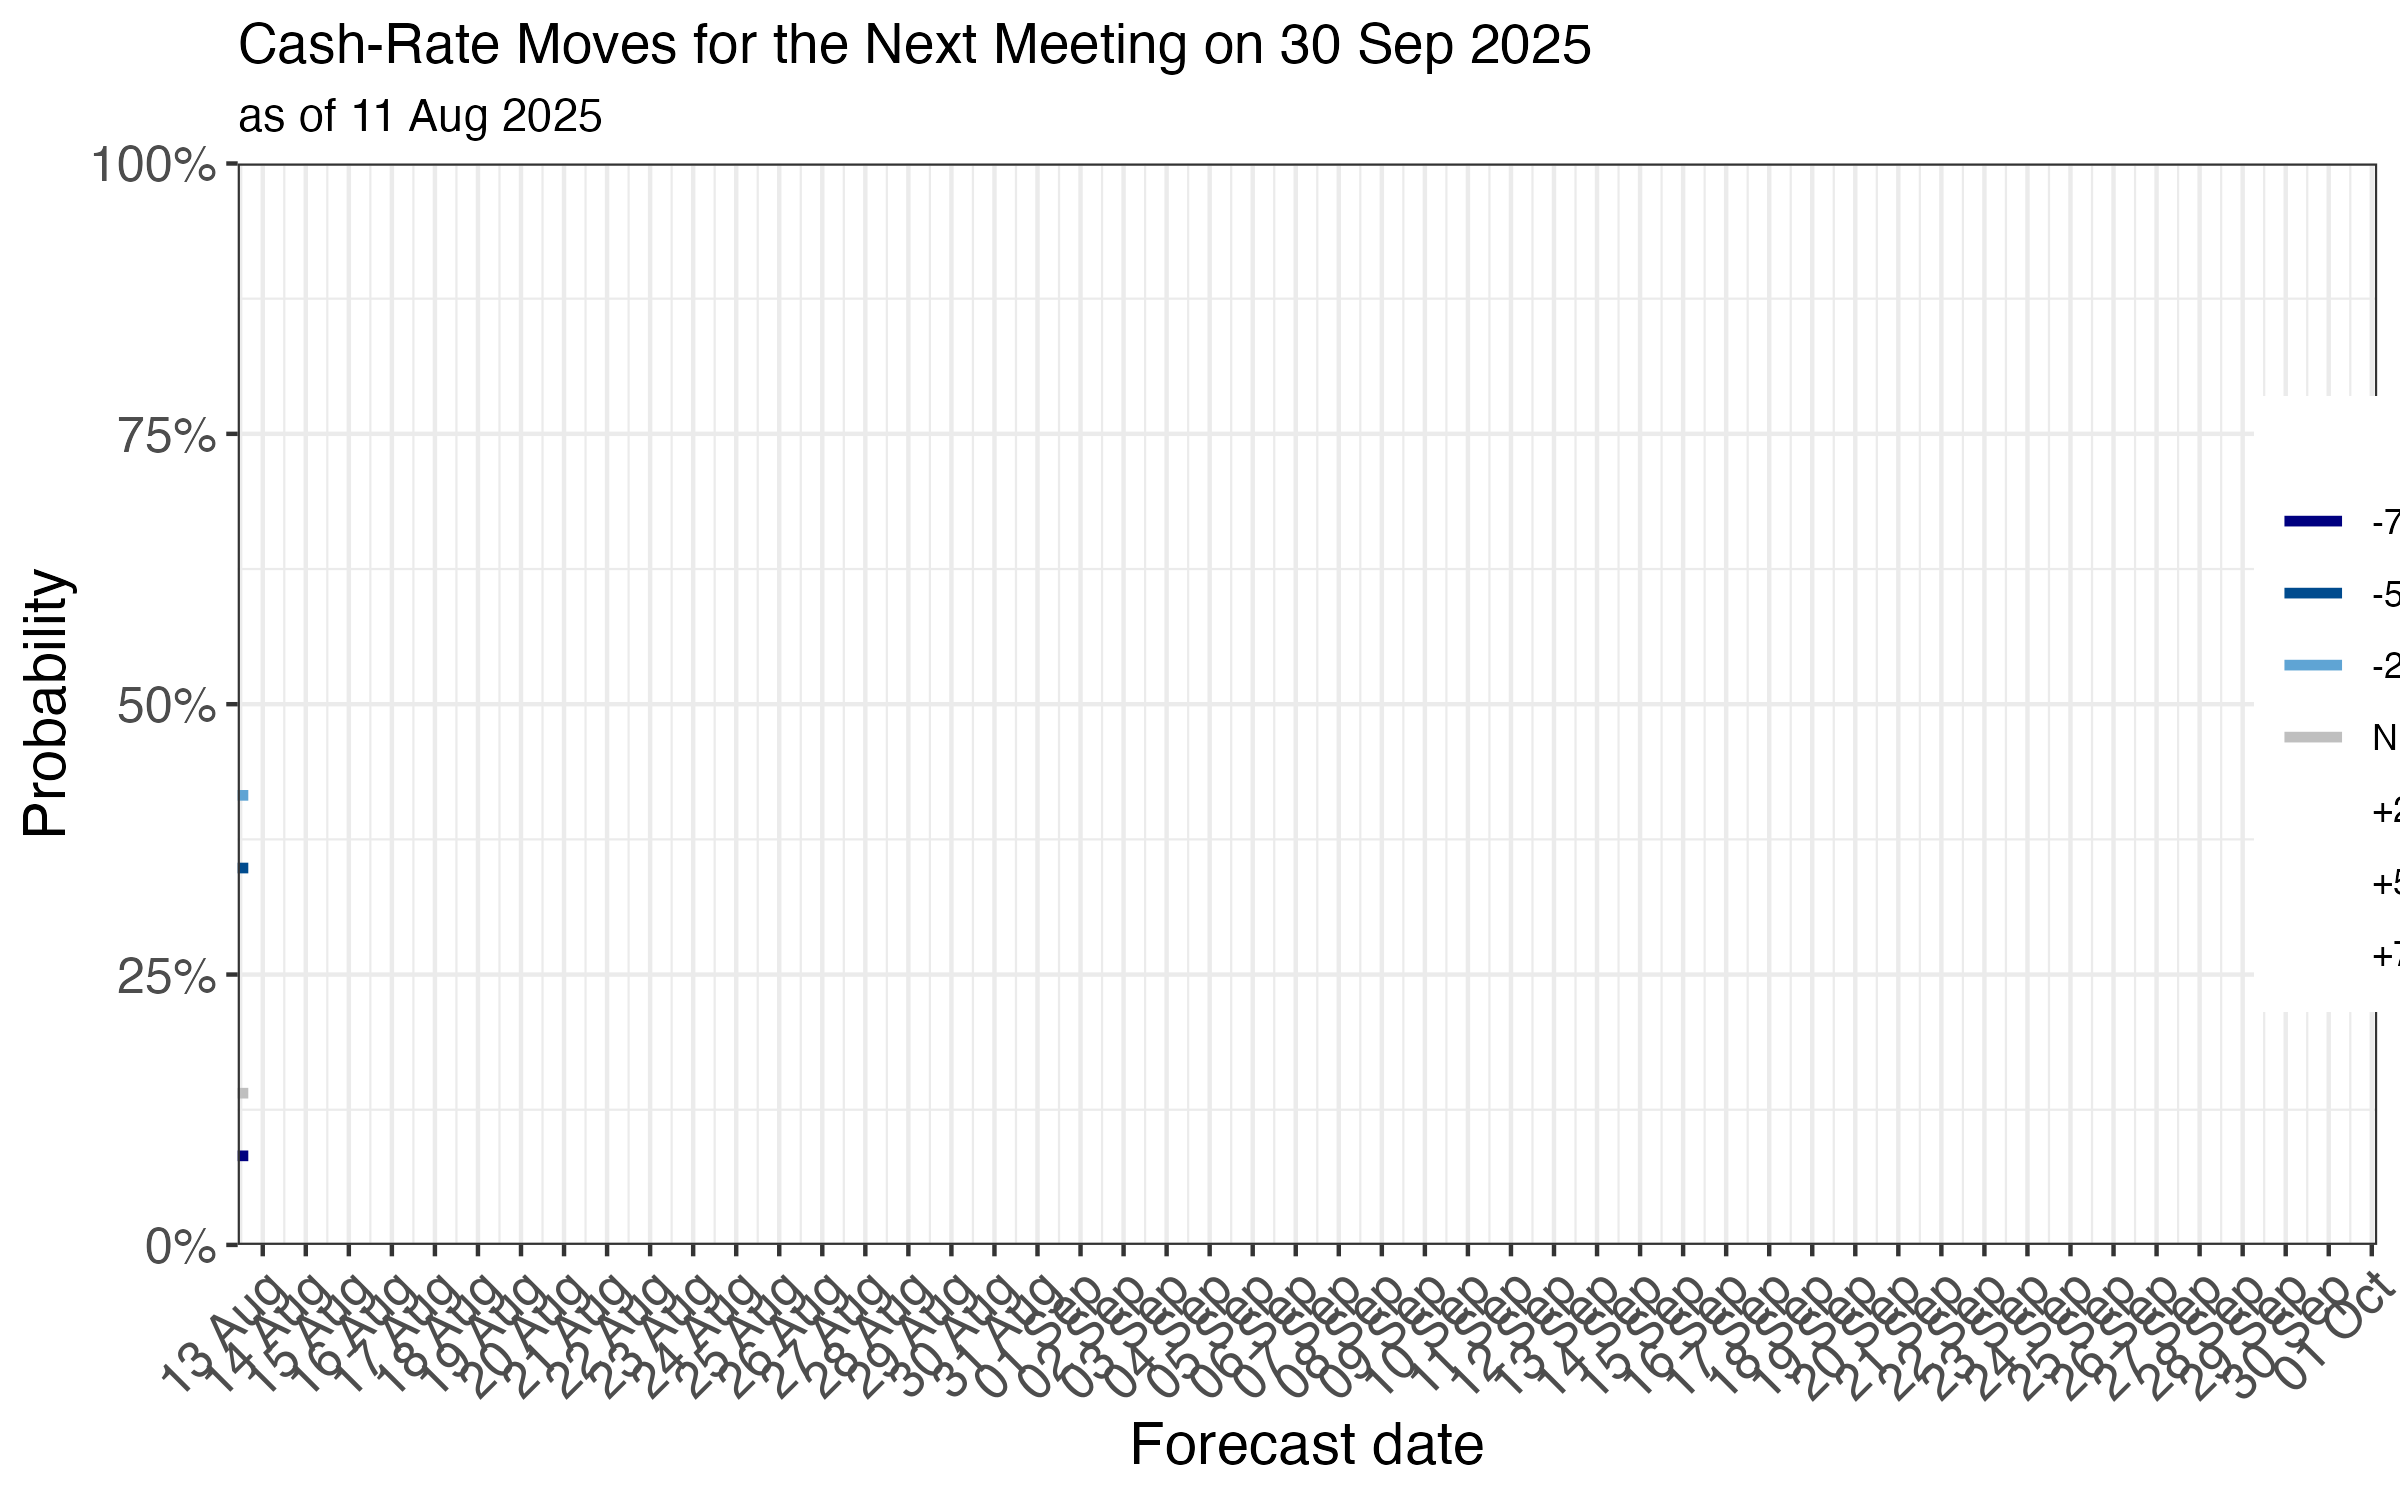 Cash-Rate Moves for the Next Meeting on 30 Sep 2025
as of 11 Aug 2025
100%
75%
50%
25%
0%
Probability
-7
-5
-2
N
+2
+5
+7
13 Aug
14 Aug
15 Aug
16 Aug
17 Aug
18 Aug
19 Aug
20 Aug
21 Aug
22 Aug
23 Aug
24 Aug
25 Aug
26 Aug
27 Aug
28 Aug
29 Aug
30 Aug
31 Aug
01 Sep
02 Sep
03 Sep
04 Sep
05 Sep
06 Sep
07 Sep
08 Sep
09 Sep
10 Sep
11 Sep
12 Sep
13 Sep
14 Sep
15 Sep
16 Sep
17 Sep
18 Sep
19 Sep
20 Sep
21 Sep
22 Sep
23 Sep
24 Sep
25 Sep
26 Sep
27 Sep
28 Sep
29 Sep
30 Sep
01 Oct
Forecast date